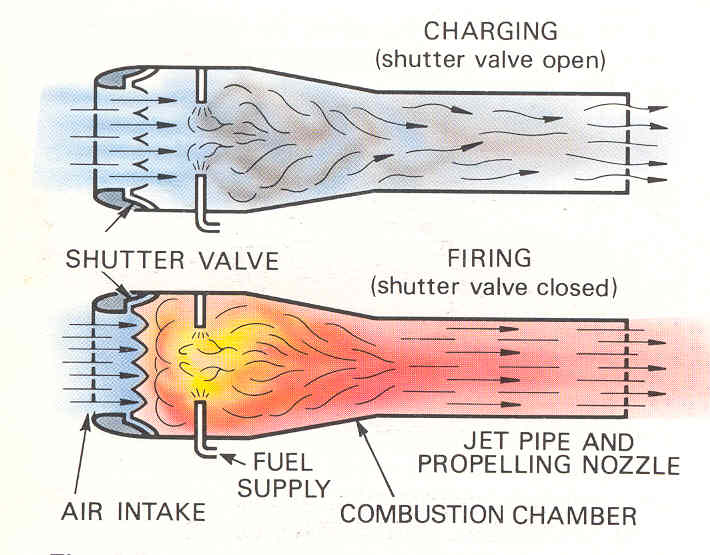 CHARGING
(shutter valve open)
SHUTTER VALVE
FIRING
(shutter valve closed)
JET PIPE AND
PROPELLING NOZZLE
FUEL
SUPPLY
AIR INTAKE
COMBUSTION CHAMBER